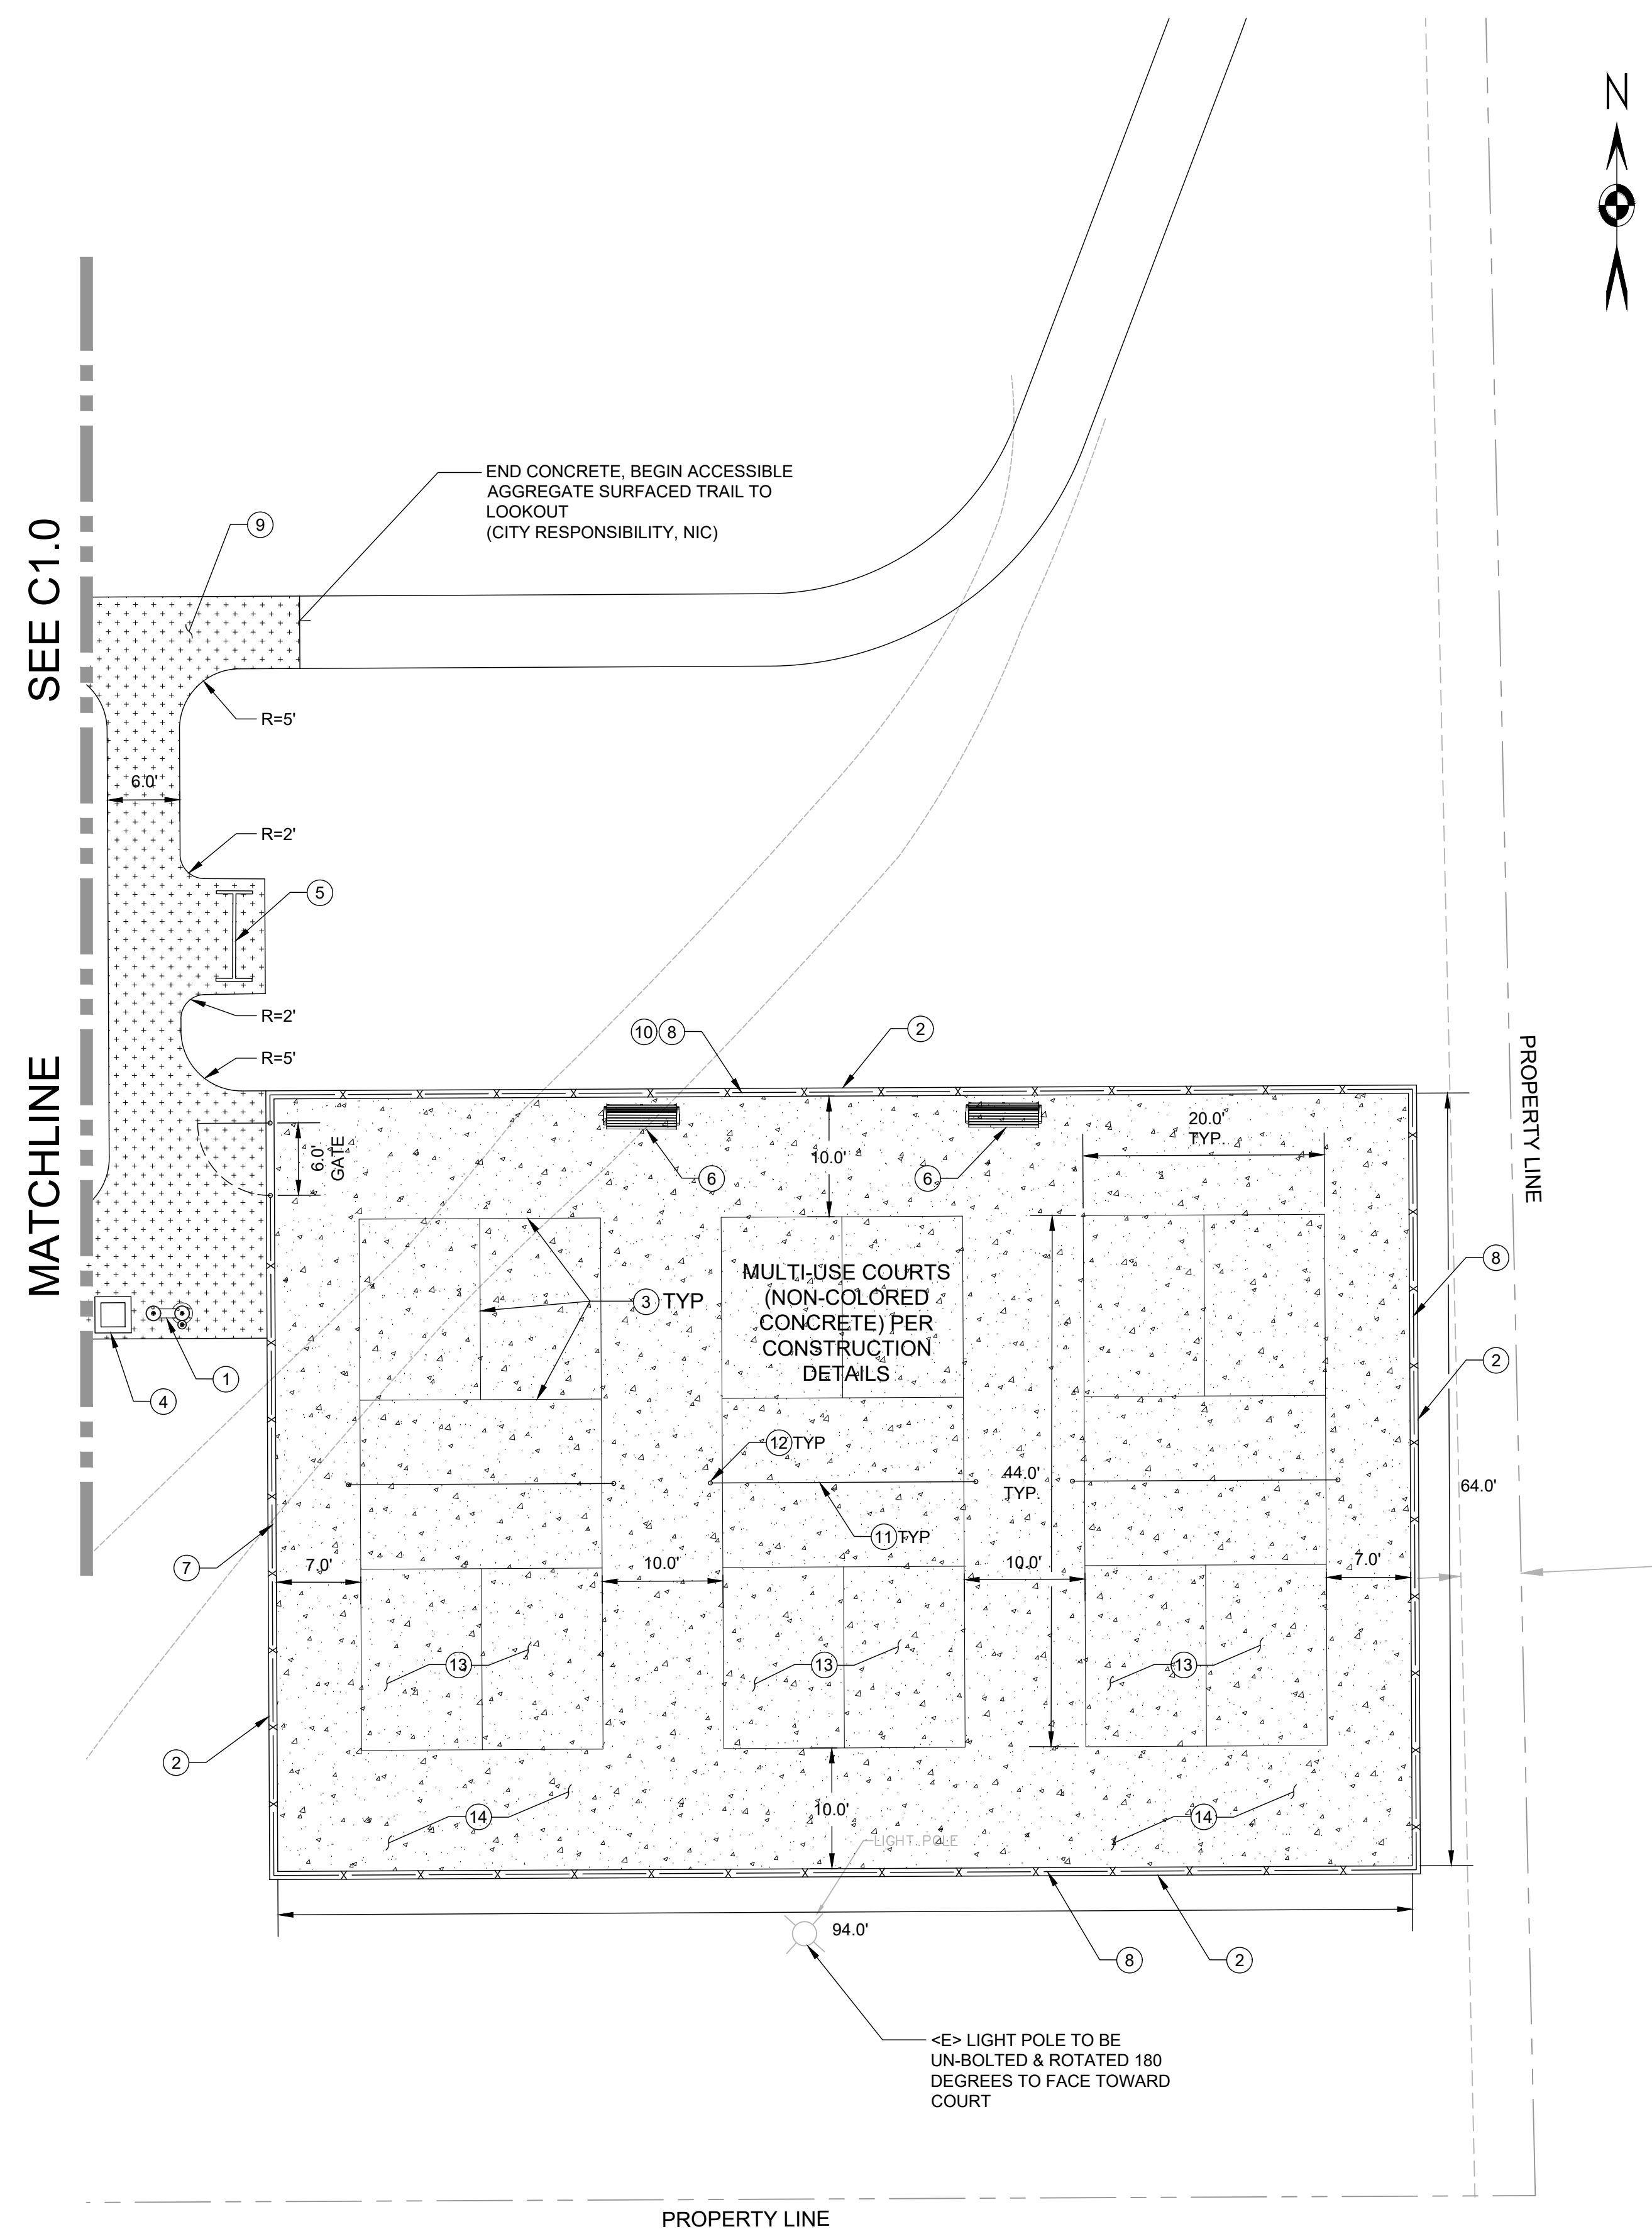 N
END CONCRETE, BEGIN ACCESSIBLE
AGGREGATE SURFACED TRAIL TO
LOOKOUT
(CITY RESPONSIBILITY, NIC)
9
SEE C1.0
R=5'
6.0'
R=2'
5
R=2'
R=5'
MATCHLINE
10
8
2
PROPERTY LINE
6.0'
GATE
6
10.0'
6
20.0'
TYP.
3 TYP
MULTI-USE COURTS
(NON-COLORED
CONCRETE) PER
CONSTRUCTION
DETAILS
8
2
1
4
12 TYP
44.0'
TYP.
64.0'
11 TYP
7
7.0'
10.0'
10.0'
7.0'
13
13
13
2
14
10.0'
14
LIGHT POLE
94.0'
8
2
<E> LIGHT POLE TO BE
UN-BOLTED & ROTATED 180
DEGREES TO FACE TOWARD
COURT
PROPERTY LINE